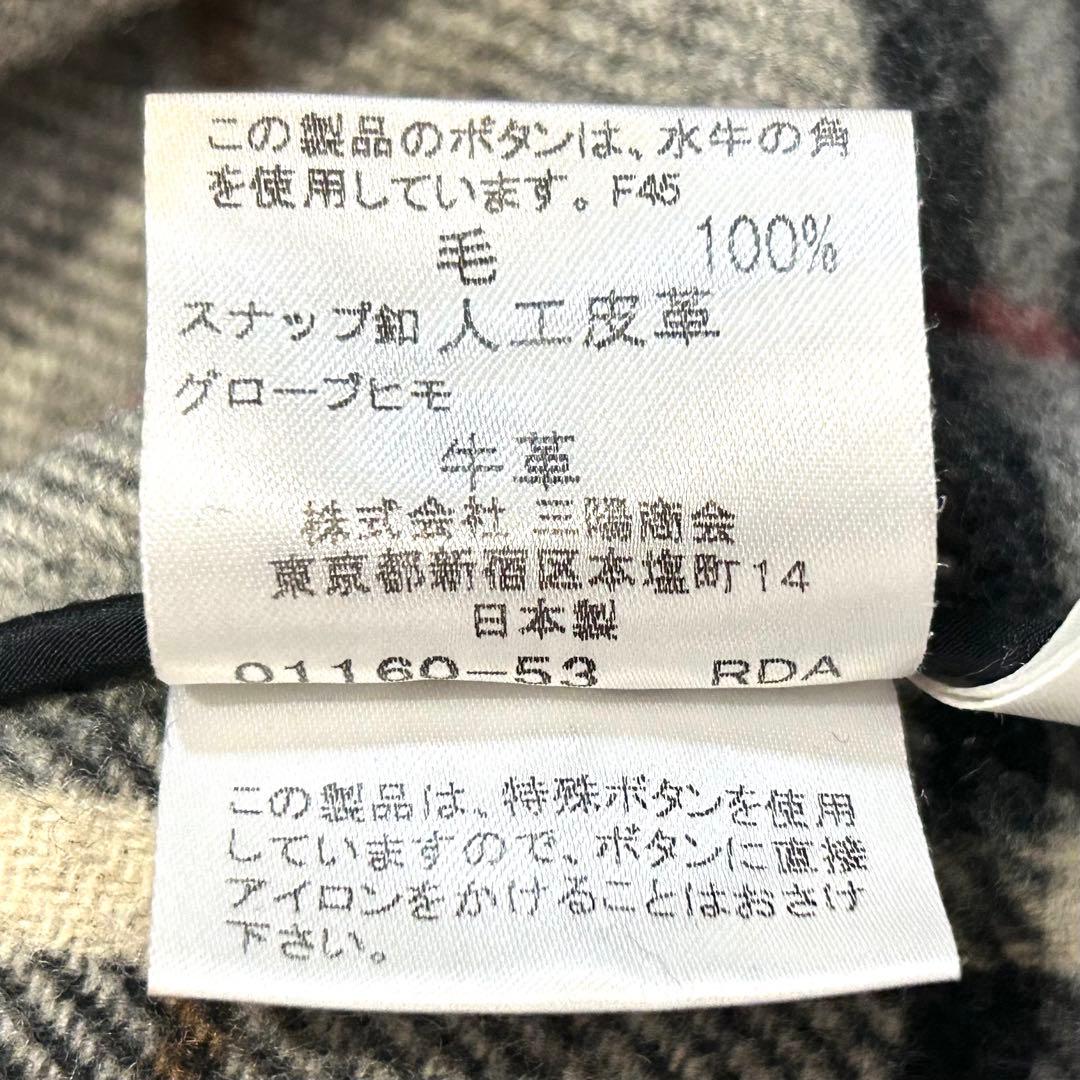 この製品のボタンは、水牛の角
を使用しています。F45
毛 100%
スナップ釦 人工皮革
グローブヒモ
牛革
株式会社 三陽商会
東京都新宿区本塩町14
日本製
01160-53 RDA
この製品は、特殊ボタンを使用
していますので、ボタンに直接
アイロンをかけることはおさけ
下さい。